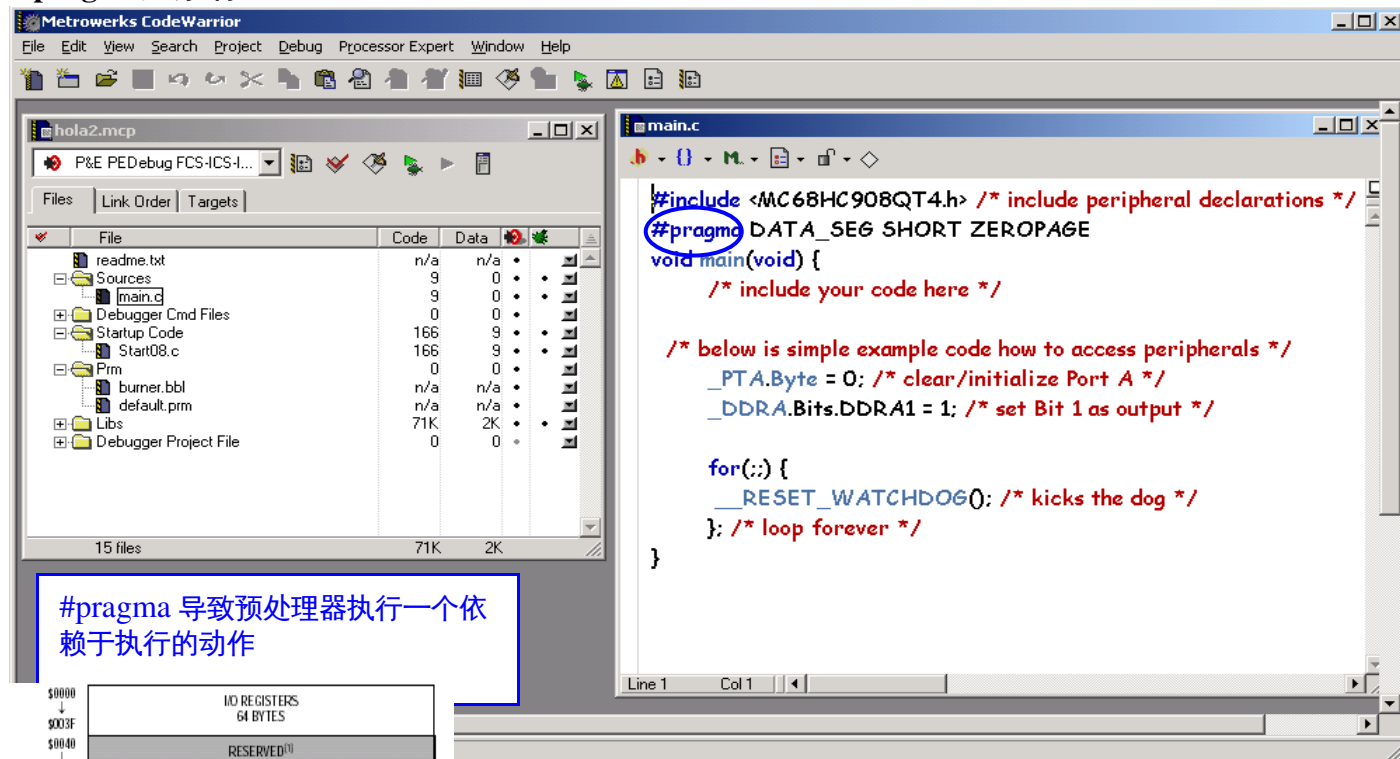 Metrowerks CodeWarrior
File Edit View Search Project Debug Processor Expert Window Help
hola2.mcp
P&E PEDebug FCS-ICS-I...
Files Link Order Targets
File Code Data
readme.txt n/a n/a
Sources 9 0
main.c 9 0
Debugger Cmd Files 0 0
Startup Code 166 9
Start08.c 166 9
Prm 0 0
burner.bbl n/a n/a
default.prm n/a n/a
Libs 71K 2K
Debugger Project File 0 0
15 files 71K 2K
main.c
.h {} M.
#include <MC68HC908QT4.h> /* include peripheral declarations */
#pragma DATA_SEG SHORT ZEROPAGE
void main(void) {
/* include your code here */
/* below is simple example code how to access peripherals */
_PTA.Byte = 0; /* clear/initialize Port A */
_DDRA.Bits.DDRA1 = 1; /* set Bit 1 as output */
for(;;) {
__RESET_WATCHDOG(); /* kicks the dog */
}; /* loop forever */
}
Line 1 Col 1
#pragma 导致预处理器执行一个依
赖于执行的动作
$0000
↓
$003F
I/O REGISTERS
64 BYTES
$0040
RESERVED(1)